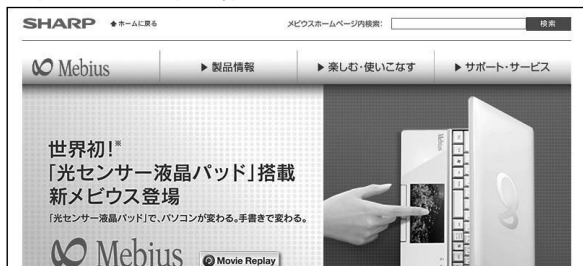 SHARP ♠ホームに戻る メビウスホームページ内検索: 検索
Mebius ▶製品情報 ▶楽しむ・使いこなす ▶サポート・サービス
世界初!※
「光センサー液晶パッド」搭載
新メビウス登場
「光センサー液晶パッド」で、パソコンが変わる。手書きで変わる。
Mebius Movie Replay
Mebius